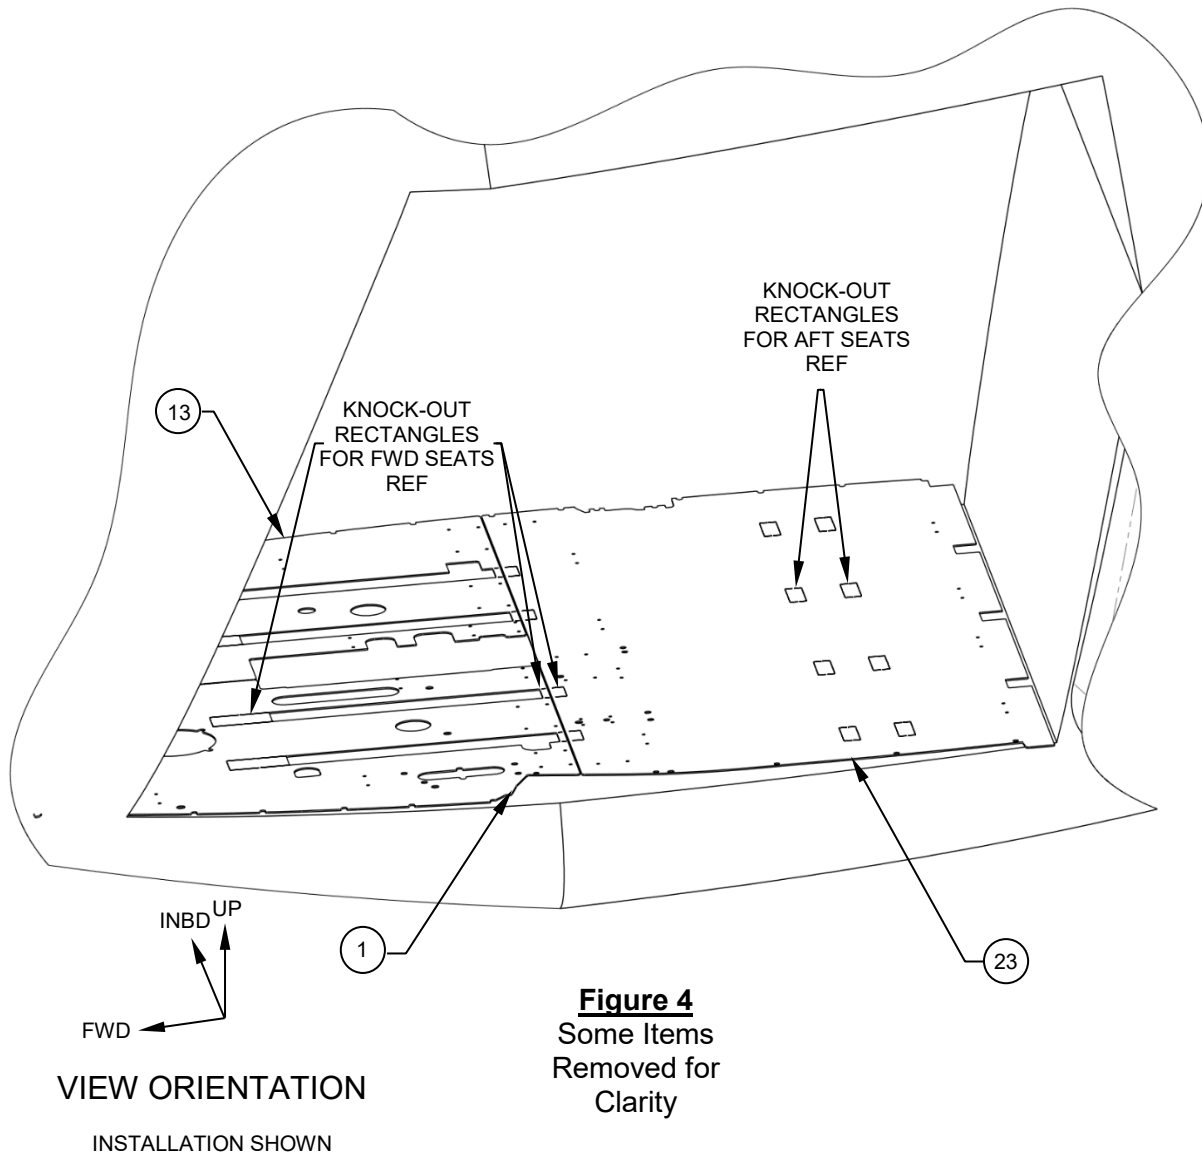 KNOCK-OUT
RECTANGLES
FOR AFT SEATS
REF
13
KNOCK-OUT
RECTANGLES
FOR FWD SEATS
REF
INBD
UP
FWD
1
23
Figure 4
Some Items
Removed for
Clarity
VIEW ORIENTATION
INSTALLATION SHOWN